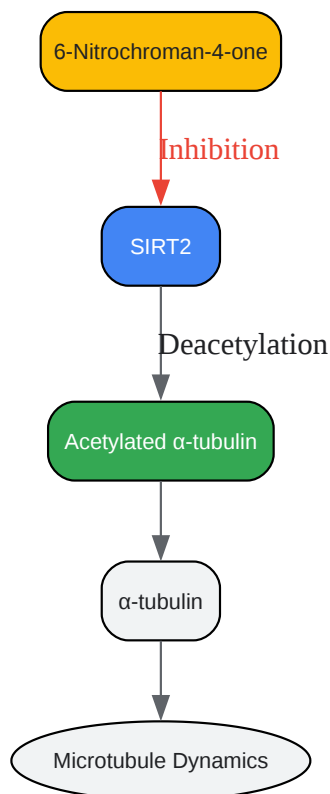 6-Nitrochroman-4-one
Inhibition
SIRT2
Deacetylation
Acetylated α-tubulin
α-tubulin
Microtubule Dynamics